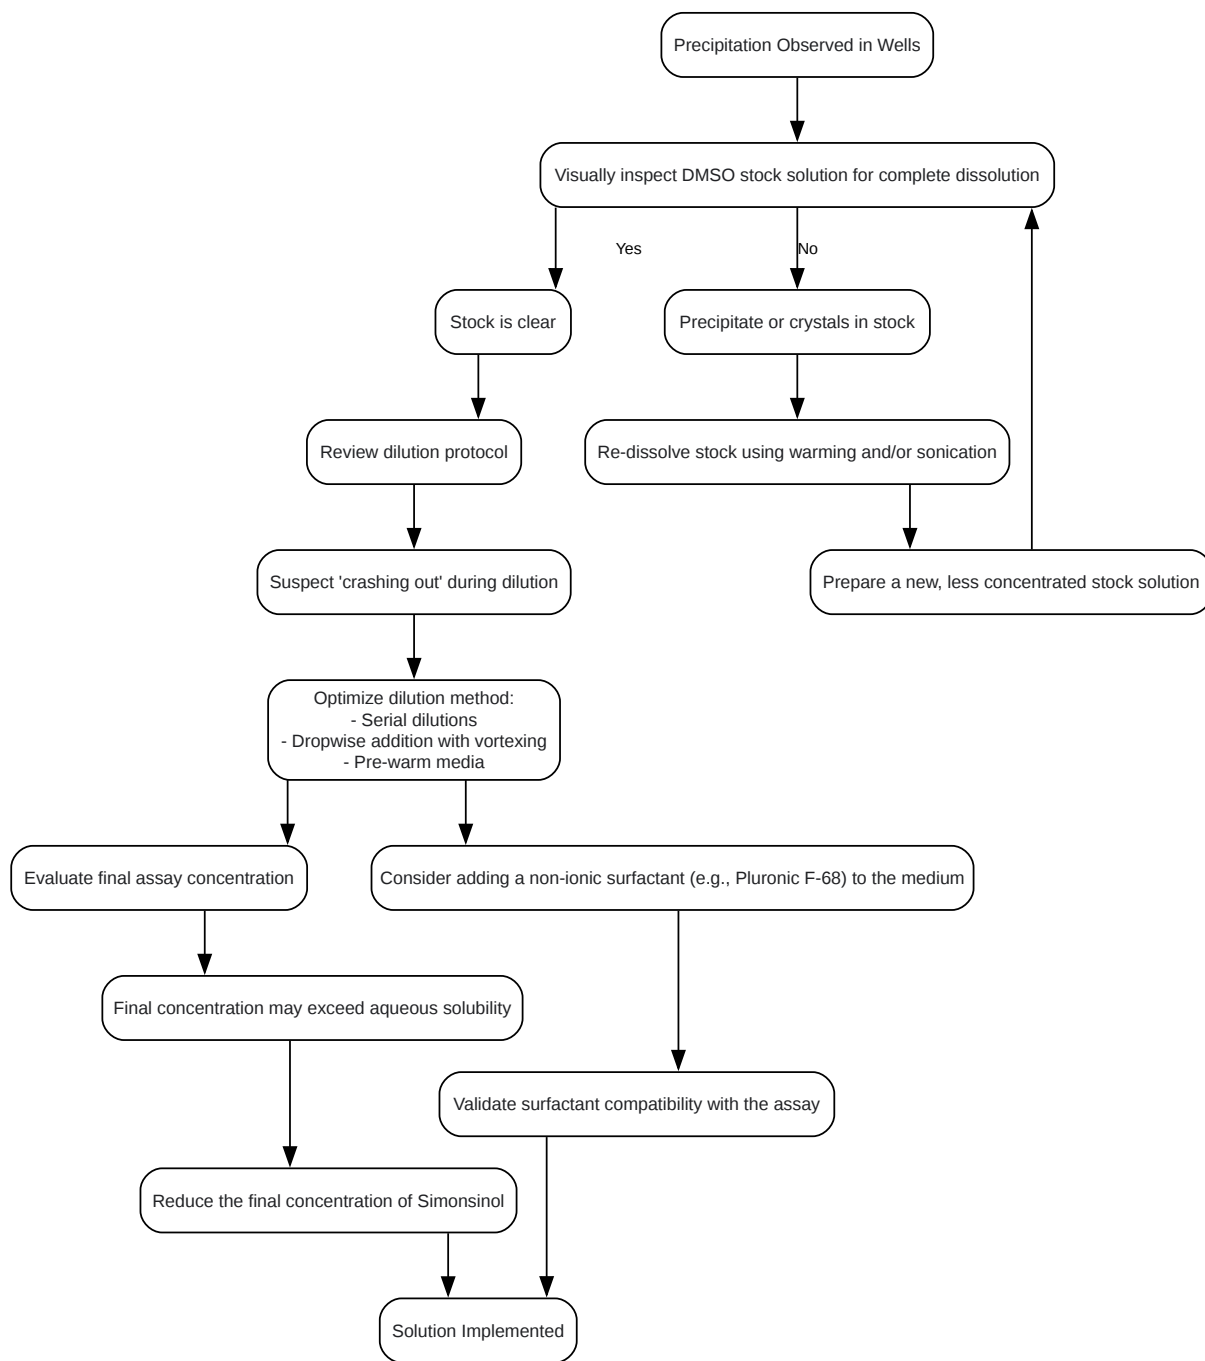 Precipitation Observed in Wells
Visually inspect DMSO stock solution for complete dissolution
Yes
No
Stock is clear
Precipitate or crystals in stock
Review dilution protocol
Re-dissolve stock using warming and/or sonication
Suspect 'crashing out' during dilution
Prepare a new, less concentrated stock solution
Optimize dilution method:
- Serial dilutions
- Dropwise addition with vortexing
- Pre-warm media
Evaluate final assay concentration
Consider adding a non-ionic surfactant (e.g., Pluronic F-68) to the medium
Final concentration may exceed aqueous solubility
Validate surfactant compatibility with the assay
Reduce the final concentration of Simonsinol
Solution Implemented